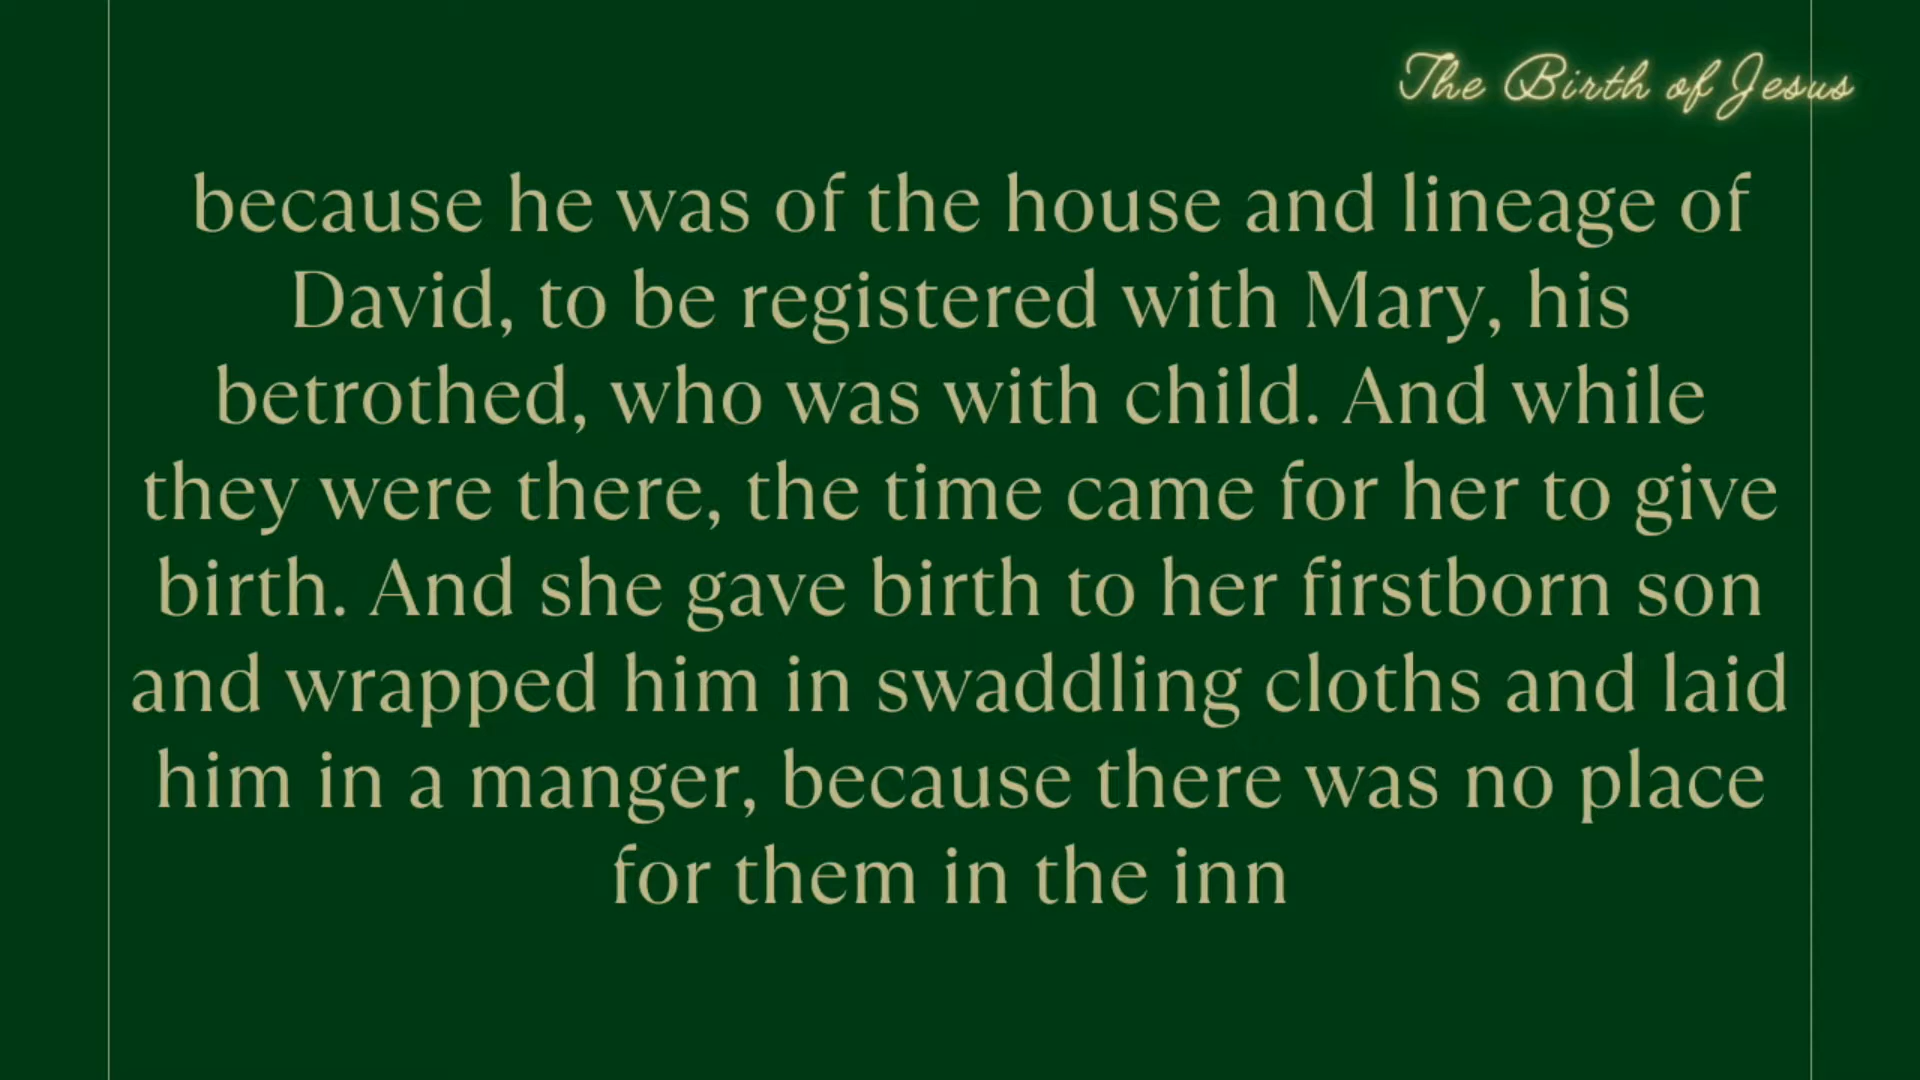 The Birth of Jesus
because he was of the house and lineage of
David, to be registered with Mary, his
betrothed, who was with child. And while
they were there, the time came for her to give
birth. And she gave birth to her firstborn son
and wrapped him in swaddling cloths and laid
him in a manger, because there was no place
for them in the inn